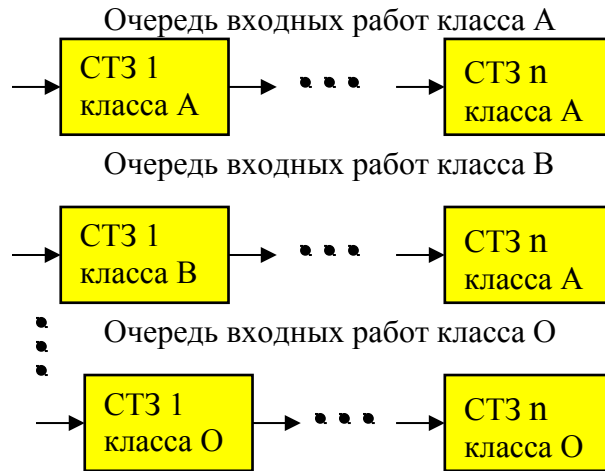 Очередь входных работ класса А
СТЗ 1
класса А
СТЗ n
класса А
Очередь входных работ класса В
СТЗ 1
класса В
СТЗ n
класса А
Очередь входных работ класса О
СТЗ 1
класса О
СТЗ n
класса О